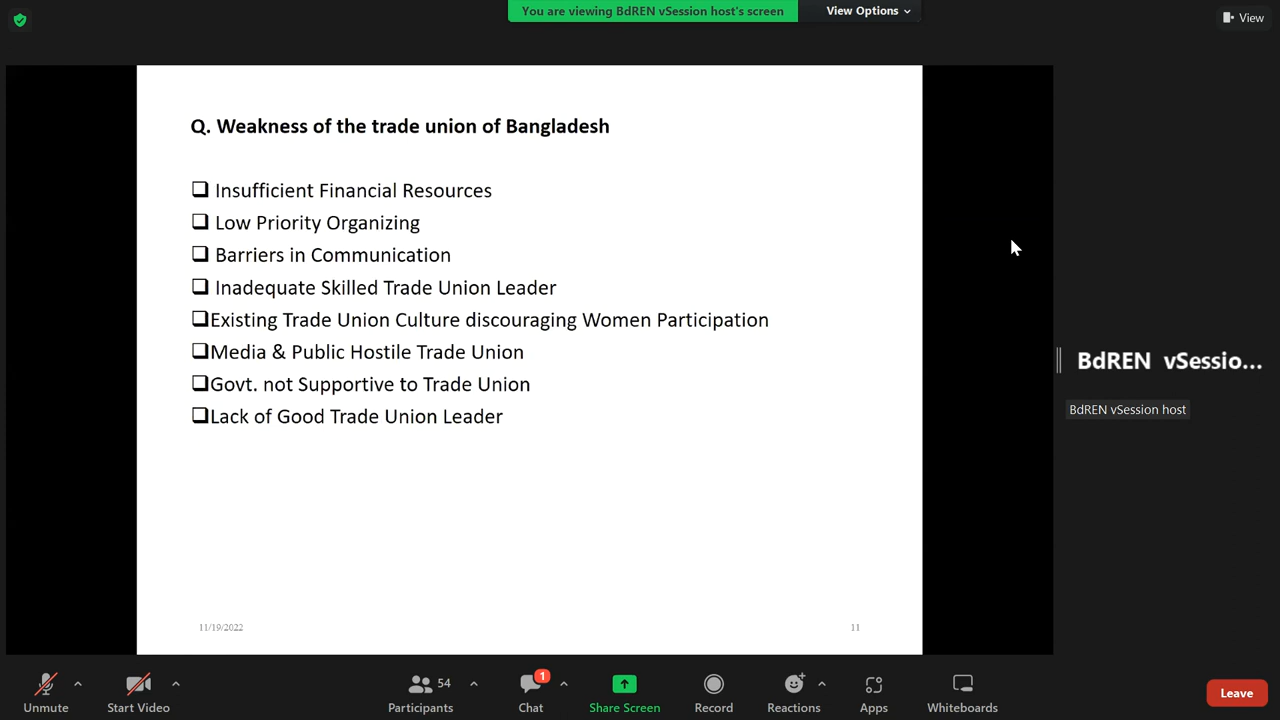 You are viewing BdREN vSession host's screen
View Options
View
Q. Weakness of the trade union of Bangladesh
Insufficient Financial Resources
Low Priority Organizing
Barriers in Communication
Inadequate Skilled Trade Union Leader
Existing Trade Union Culture discouraging Women Participation
Media & Public Hostile Trade Union
Govt. not Supportive to Trade Union
Lack of Good Trade Union Leader
11/19/2022
11
BdREN vSessio...
BdREN vSession host
Unmute
Start Video
54
Participants
1
Chat
Share Screen
Record
Reactions
Apps
Whiteboards
Leave